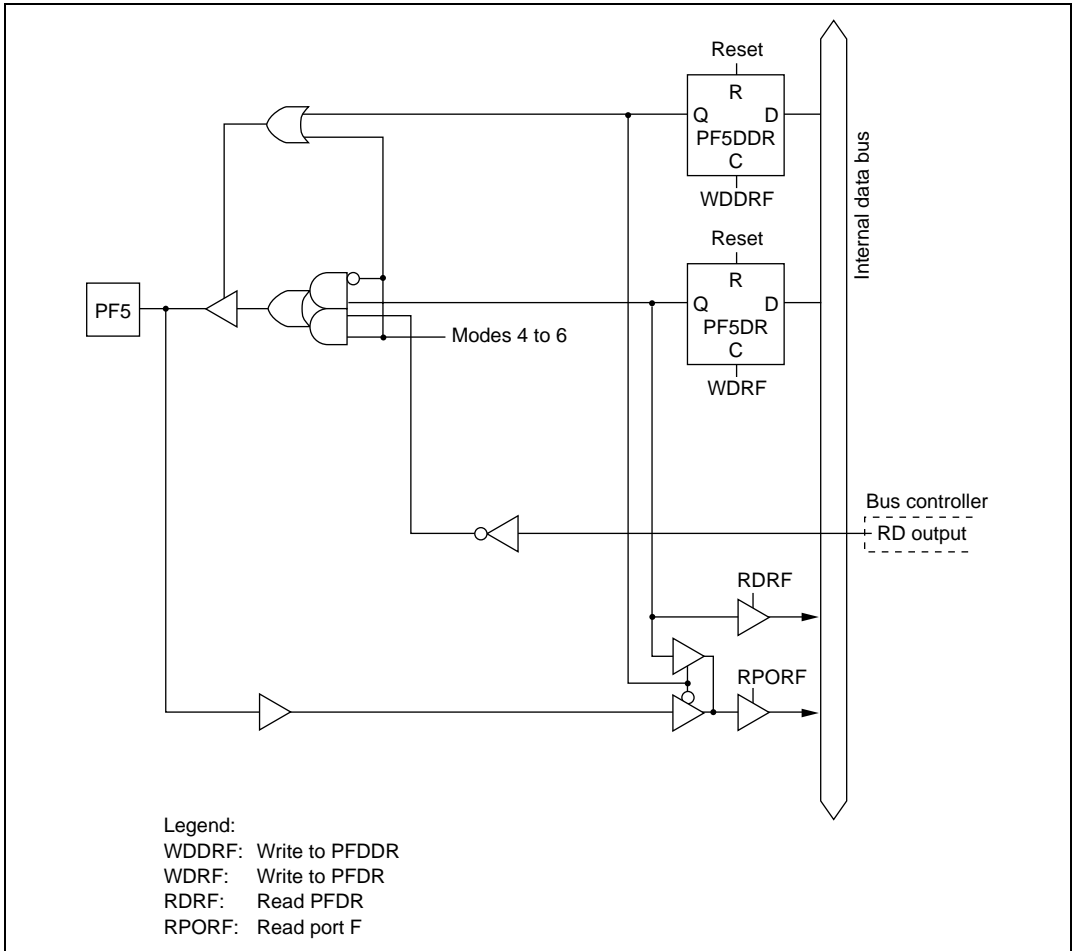 Reset
R
Q D
PF5DDR
C
WDDRF
Internal data bus
Reset
R
Q D
PF5DR
C
WDRF
PF5
Modes 4 to 6
Bus controller
RD output
RDRF
RPORF
Legend:
WDDRF: Write to PFDDR
WDRF: Write to PFDR
RDRF: Read PFDR
RPORF: Read port F